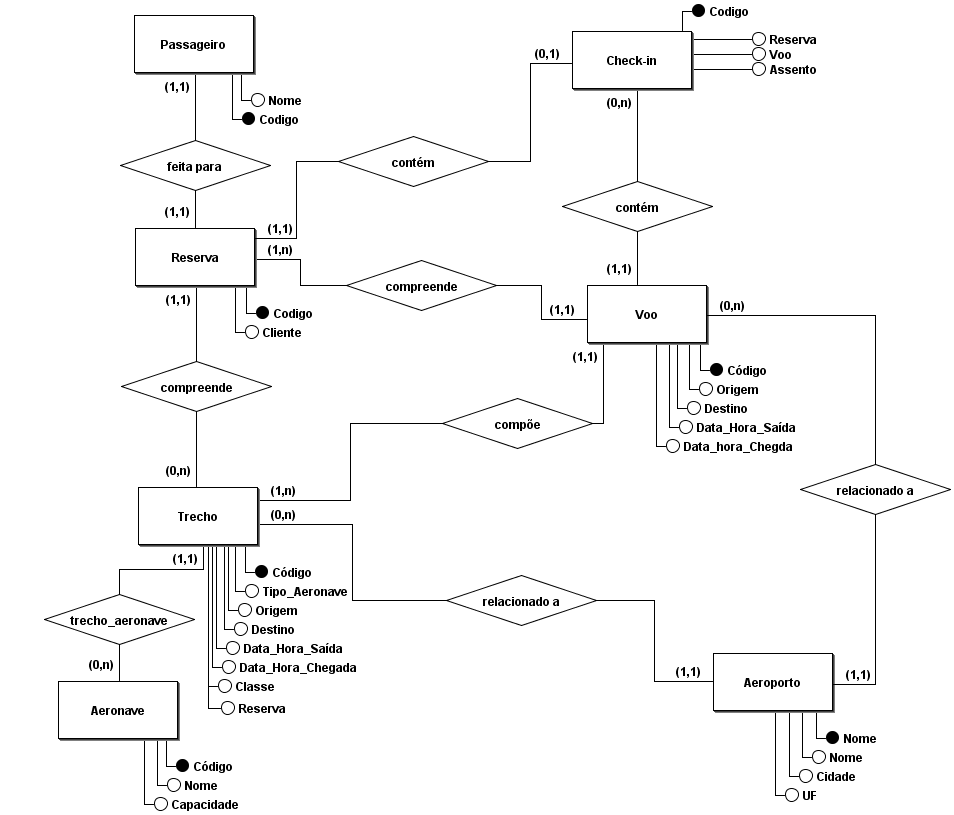 Codigo
Passageiro
Reserva
(0,1)
Check-in
Voo
Assento
(1,1)
Nome
(0,n)
Codigo
contém
feita para
contém
(1,1)
(1,1)
(1,n)
Reserva
(1,1)
compreende
(1,1)
(0,n)
(1,1)
Codigo
Voo
Cliente
(1,1)
Código
compreende
Origem
Destino
compõe
Data_Hora_Saída
Data_hora_Chegda
(0,n)
(1,n)
relacionado a
Trecho
(0,n)
(1,1)
Código
Tipo_Aeronave
relacionado a
Origem
trecho_aeronave
Destino
Data_Hora_Saída
(0,n)
Data_Hora_Chegada
(1,1)
(1,1)
Classe
Aeroporto
Aeronave
Reserva
Nome
Código
Nome
Nome
Cidade
Capacidade
UF